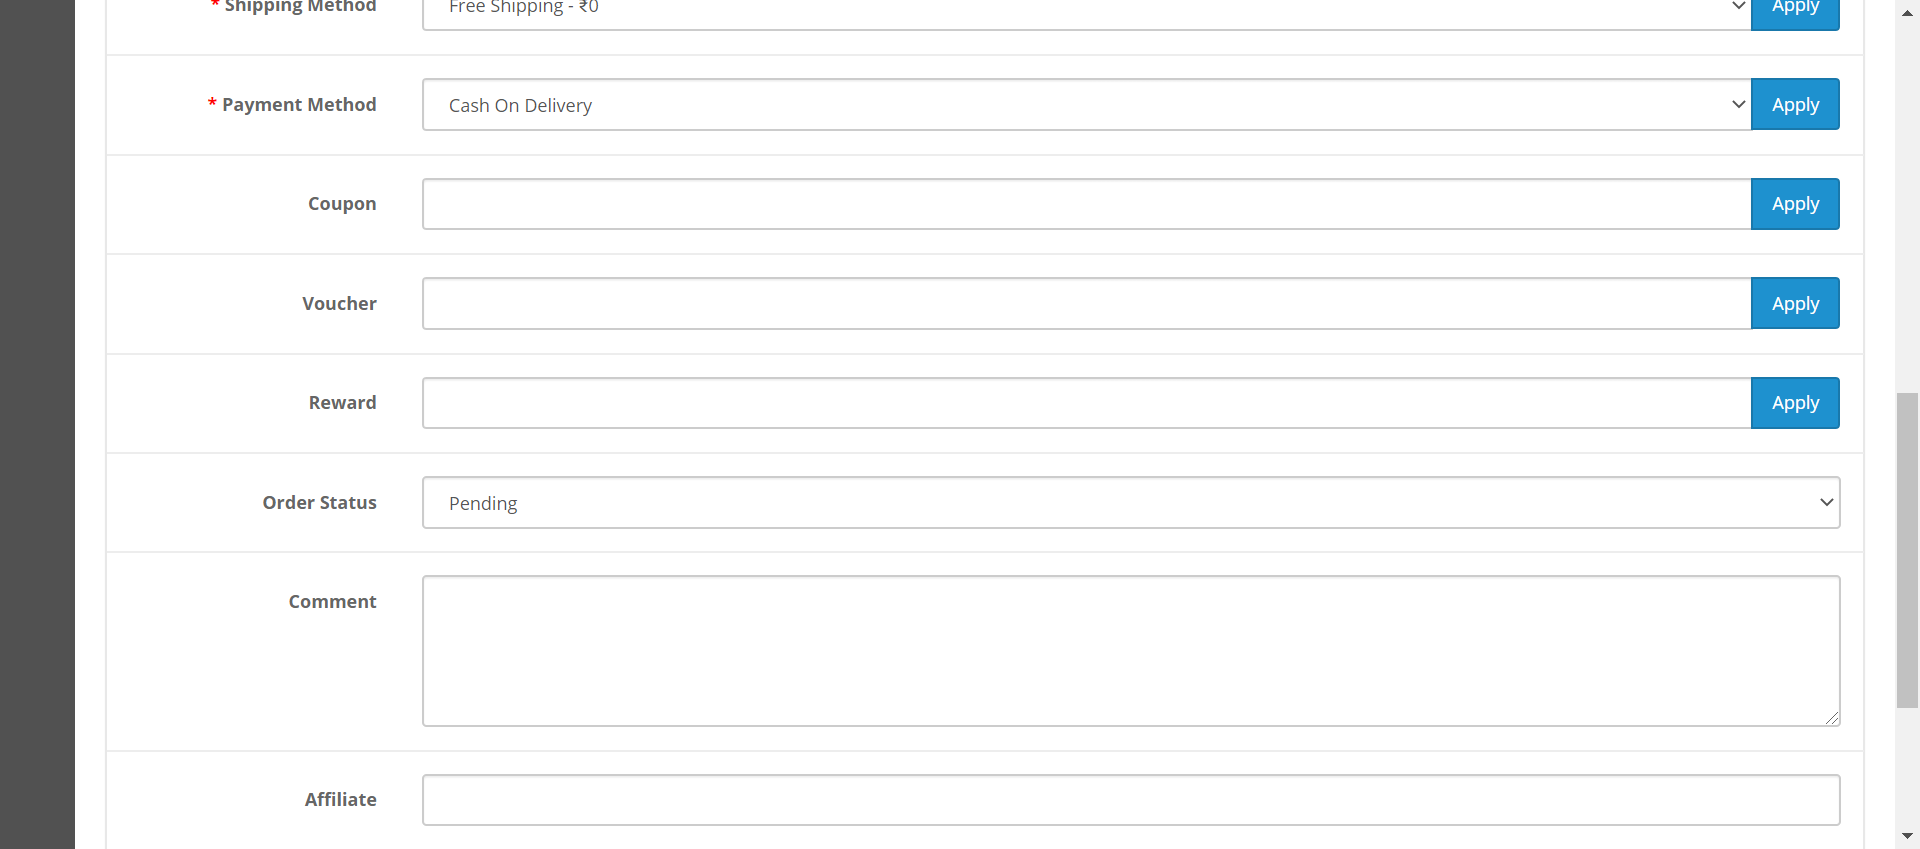 * Shipping Method Free Shipping - ₹0 Apply
* Payment Method Cash On Delivery Apply
Coupon Apply
Voucher Apply
Reward Apply
Order Status Pending
Comment
Affiliate